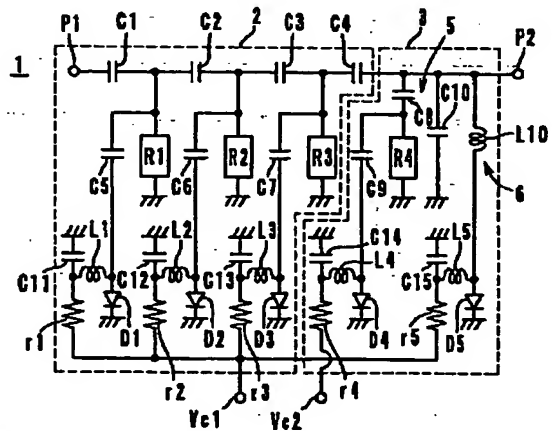 C1 C2 2 C3 C4 3 5 P2
P1
1
C10
C8
L10
C5 R1 C6 R2 C7 R3 C9 R4
6
L1 L2 L3 C14 L5
C11 C12 C13 L4 C15
r1 D1 D2 D3 D4 r5 D5
r2 r3 r4
Vc1 Vc2